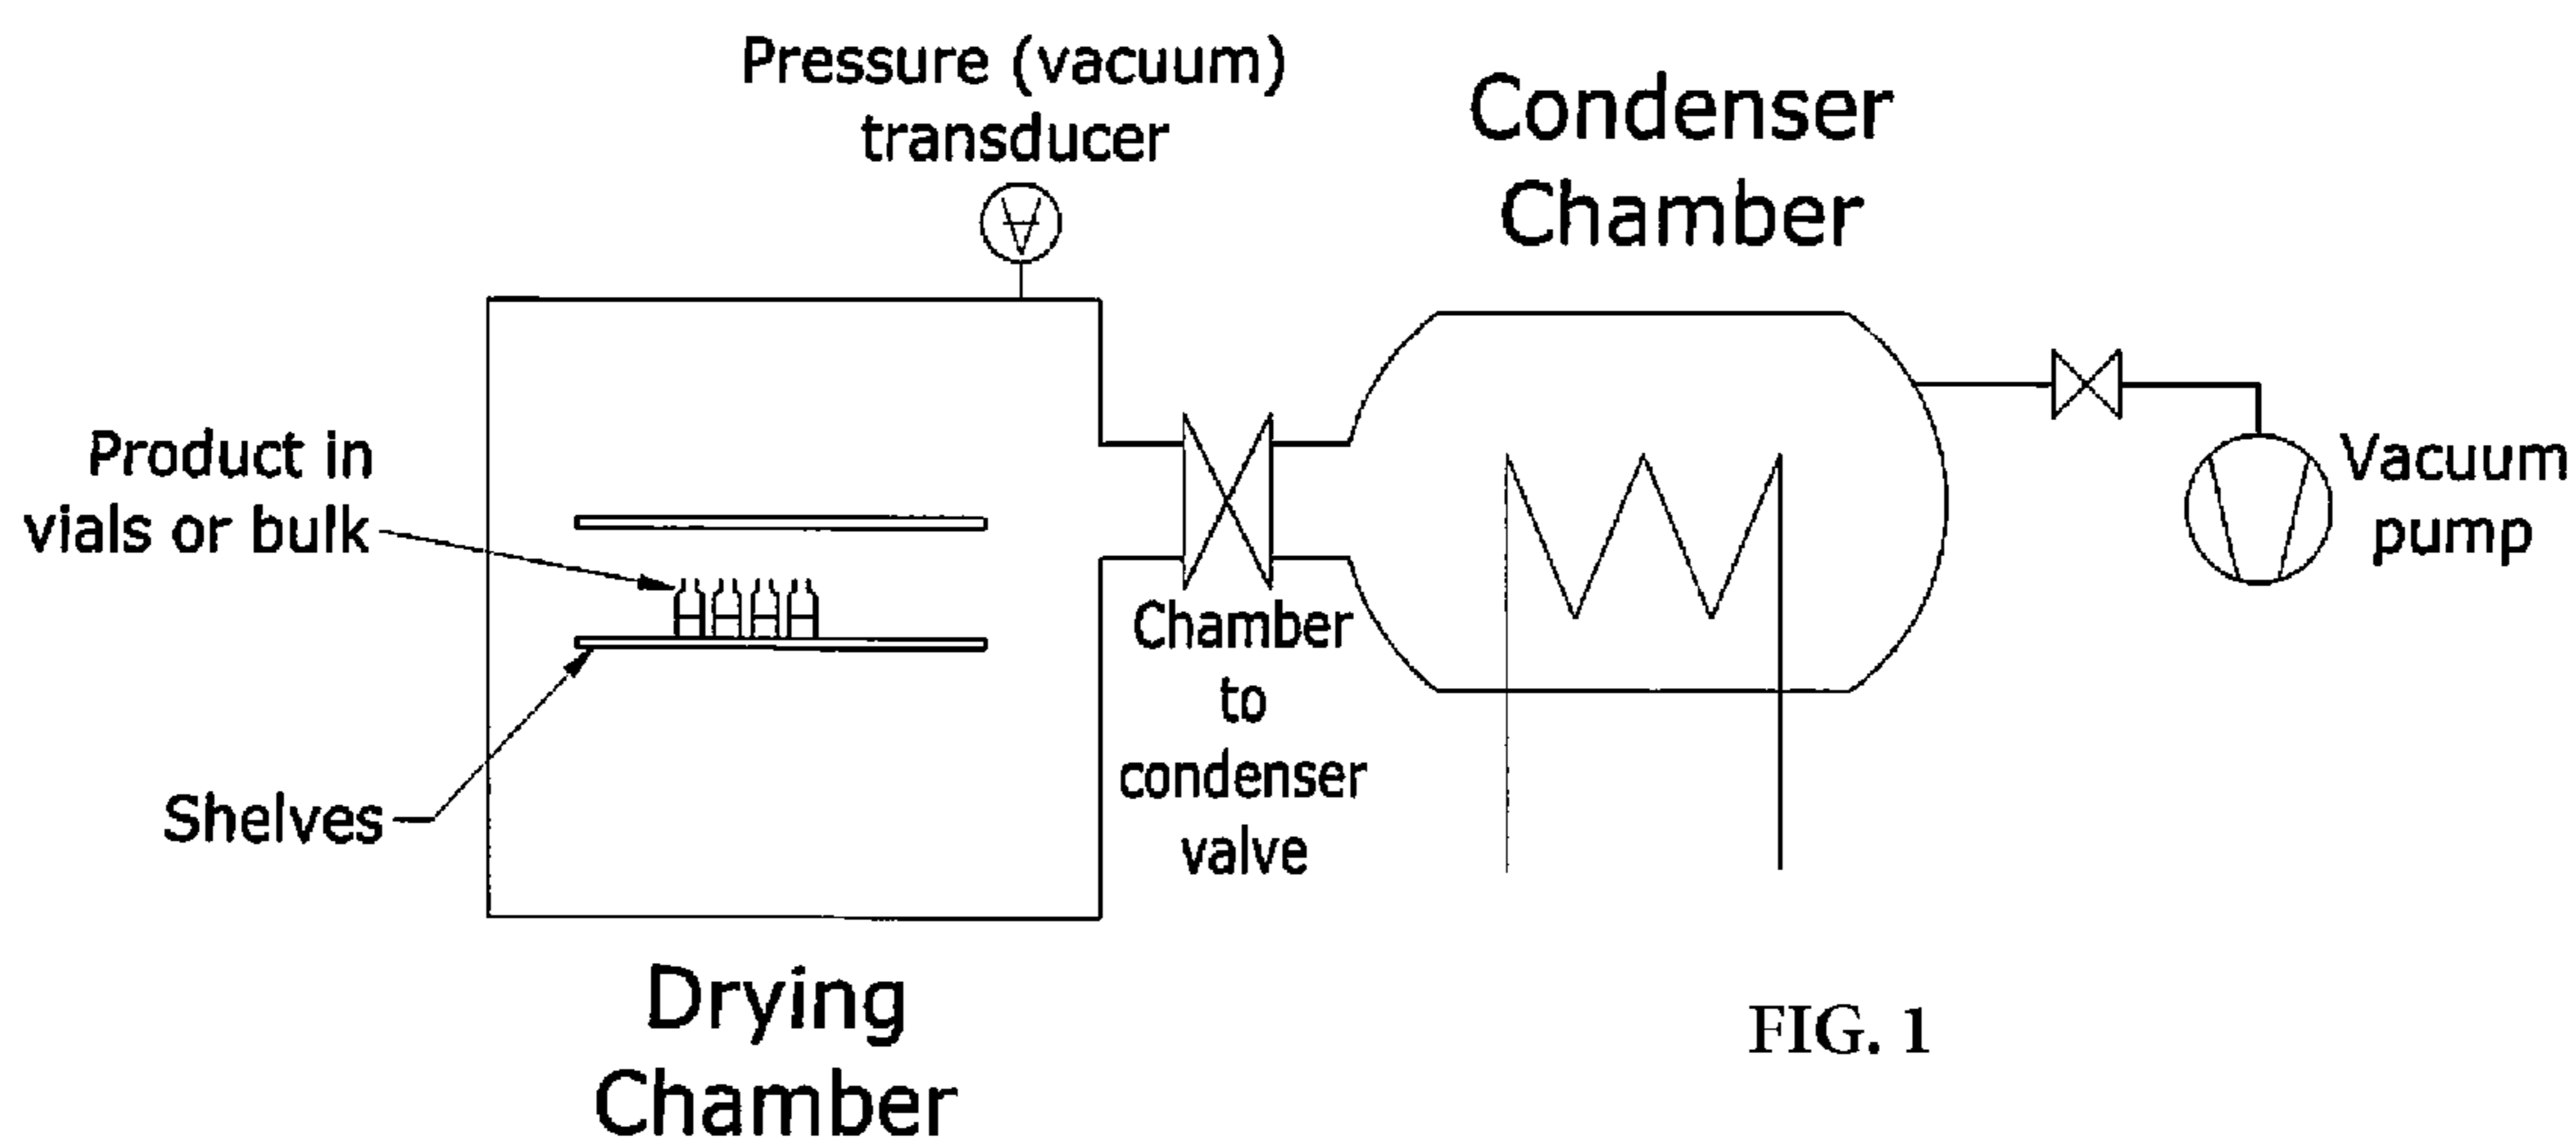 Pressure (vacuum)
transducer
Condenser
Chamber
Product in
vials or bulk
Vacuum
pump
Chamber
to
condenser
valve
Shelves
Drying
Chamber
FIG. 1